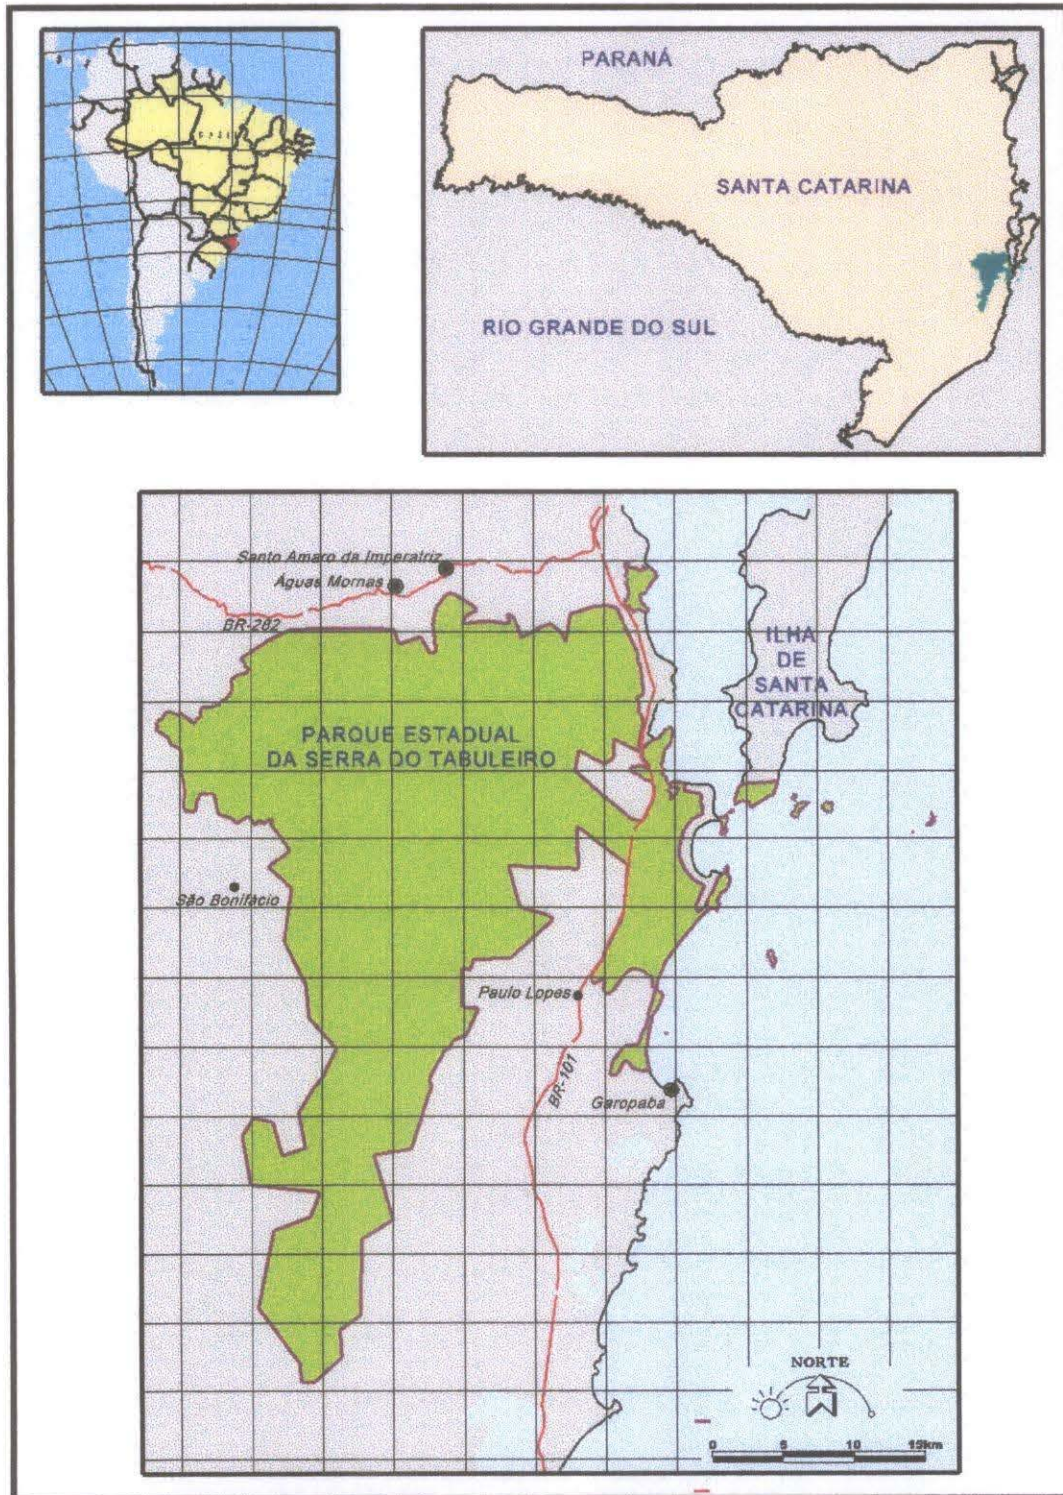 PARANÁ
SANTA CATARINA
RIO GRANDE DO SUL
Santo Amaro da Imperatriz
Águas Mornas
BR-282
ILHA
DE
SANTA
CATARINA
PARQUE ESTADUAL
DA SERRA DO TABULEIRO
São Bonifácio
Paulo Lopes
BR-101
Garopaba
NORTE
0 5 10 15km